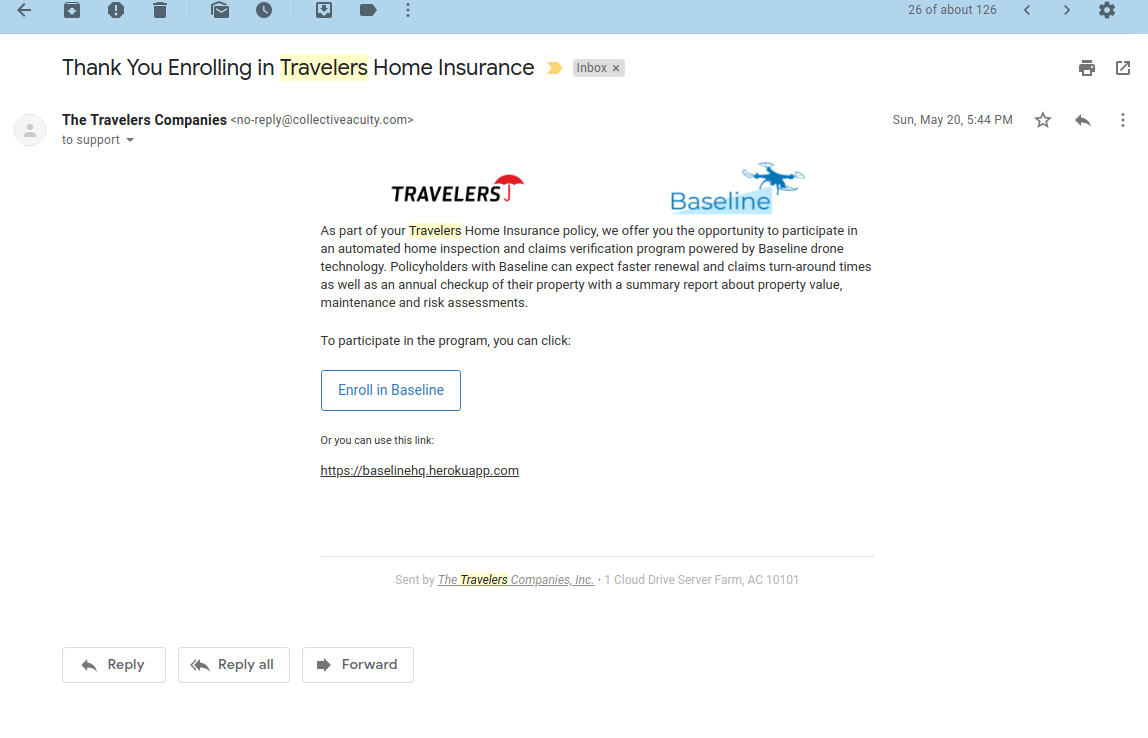 26 of about 126
Thank You Enrolling in Travelers Home Insurance
Inbox ×
The Travelers Companies <no-reply@collectiveacuity.com>
Sun, May 20, 5:44 PM
to support
TRAVELERS
Baseline
As part of your Travelers Home Insurance policy, we offer you the opportunity to participate in
an automated home inspection and claims verification program powered by Baseline drone
technology. Policyholders with Baseline can expect faster renewal and claims turn-around times
as well as an annual checkup of their property with a summary report about property value,
maintenance and risk assessments.
To participate in the program, you can click:
Enroll in Baseline
Or you can use this link:
https://baselinehq.herokuapp.com
Sent by The Travelers Companies, Inc. • 1 Cloud Drive Server Farm, AC 10101
Reply
Reply all
Forward